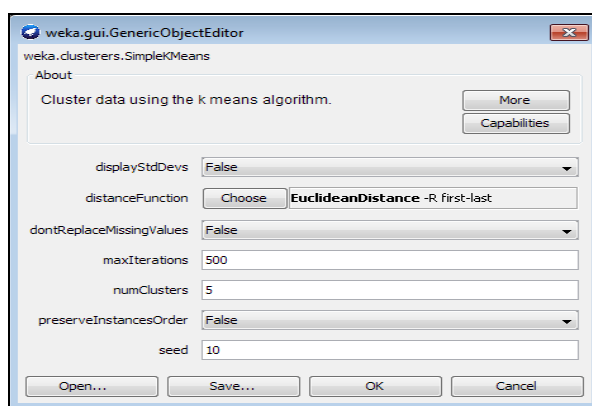 weka.gui.GenericObjectEditor
weka.clusterers.SimpleKMeans
About
Cluster data using the k means algorithm.
More
Capabilities
displayStdDevs False
distanceFunction Choose EuclideanDistance -R first-last
dontReplaceMissingValues False
maxIterations 500
numClusters 5
preserveInstancesOrder False
seed 10
Open... Save... OK Cancel